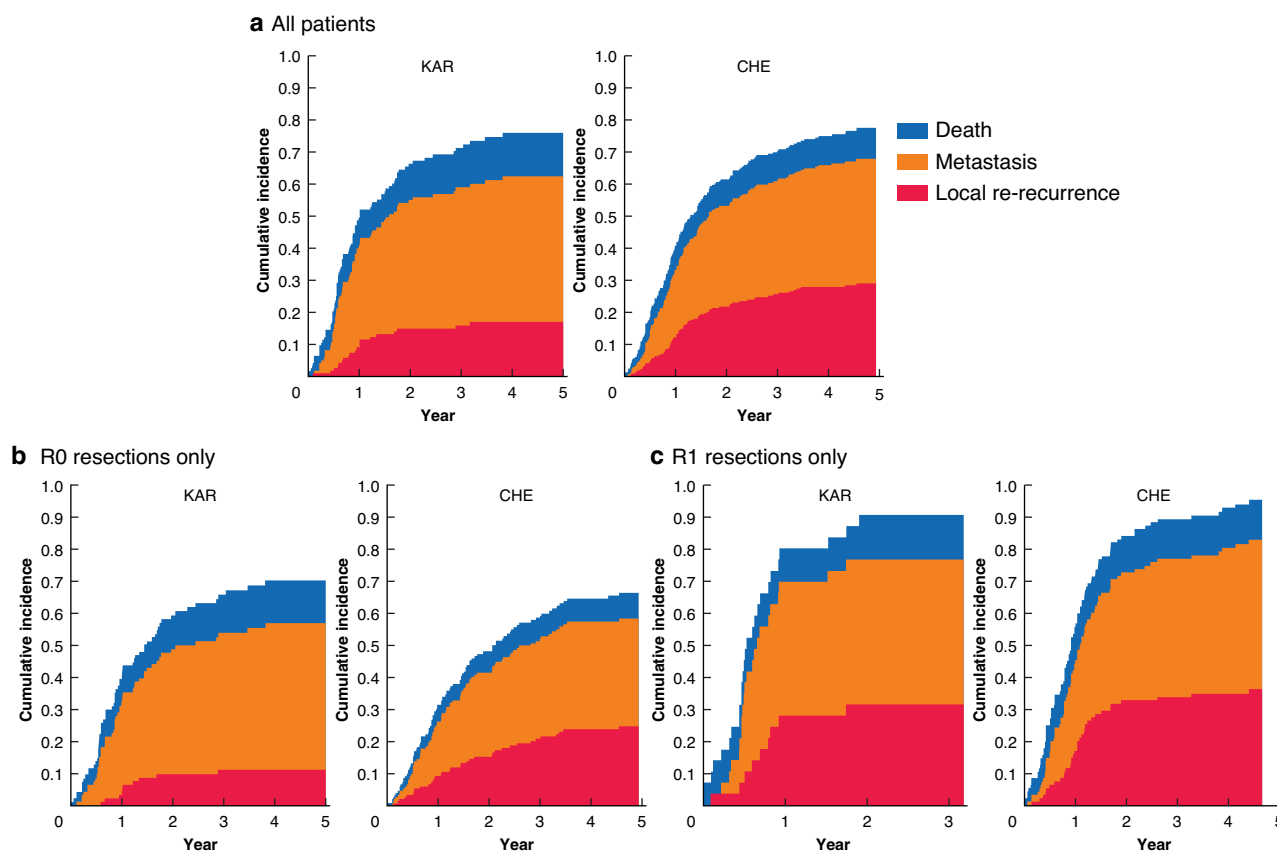 a All patients
KAR
CHE
1.0
0.9
0.8
0.7
0.6
0.5
0.4
0.3
0.2
0.1
0 1 2 3 4 5
Cumulative incidence
Year
1.0
0.9
0.8
0.7
0.6
0.5
0.4
0.3
0.2
0.1
0 1 2 3 4 5
Cumulative incidence
Year
Death
Metastasis
Local re-recurrence
b R0 resections only
KAR
1.0
0.9
0.8
0.7
0.6
0.5
0.4
0.3
0.2
0.1
0 1 2 3 4 5
Cumulative incidence
Year
CHE
1.0
0.9
0.8
0.7
0.6
0.5
0.4
0.3
0.2
0.1
0 1 2 3 4 5
Cumulative incidence
Year
c R1 resections only
KAR
1.0
0.9
0.8
0.7
0.6
0.5
0.4
0.3
0.2
0.1
0 1 2 3
Cumulative incidence
Year
CHE
1.0
0.9
0.8
0.7
0.6
0.5
0.4
0.3
0.2
0.1
0 1 2 3 4 5
Cumulative incidence
Year